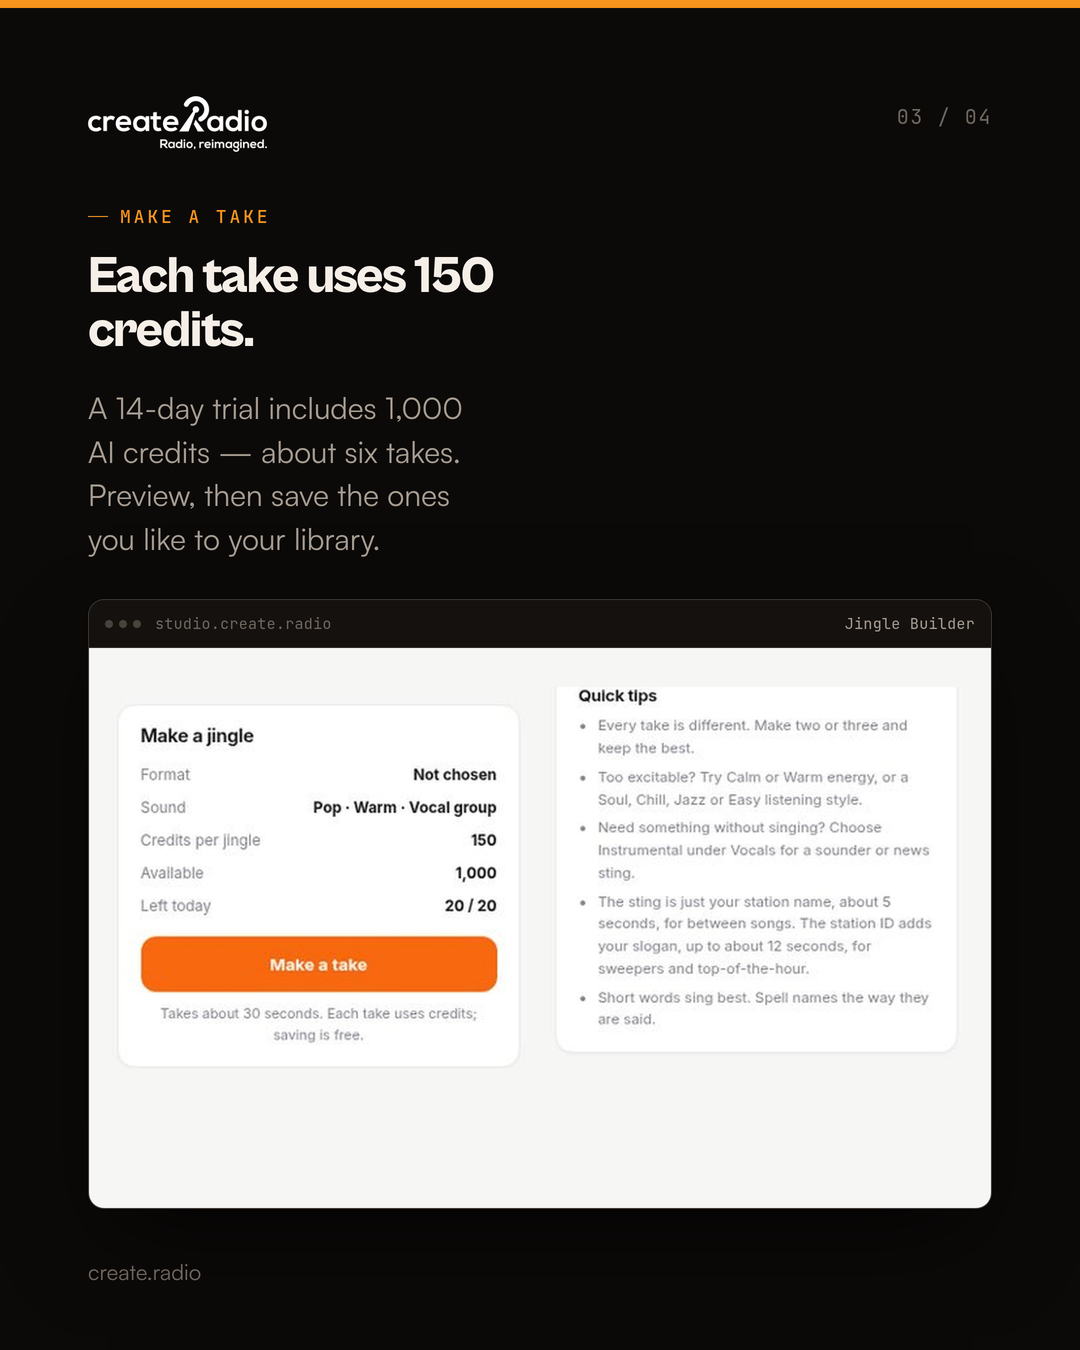 createRadio
Radio, reimagined.
03 / 04
— MAKE A TAKE
Each take uses 150
credits.
A 14-day trial includes 1,000
AI credits — about six takes.
Preview, then save the ones
you like to your library.
studio.create.radio
Jingle Builder
Make a jingle
Format Not chosen
Sound Pop · Warm · Vocal group
Credits per jingle 150
Available 1,000
Left today 20 / 20
Make a take
Takes about 30 seconds. Each take uses credits;
saving is free.
Quick tips
• Every take is different. Make two or three and
keep the best.
• Too excitable? Try Calm or Warm energy, or a
Soul, Chill, Jazz or Easy listening style.
• Need something without singing? Choose
Instrumental under Vocals for a sounder or news
sting.
• The sting is just your station name, about 5
seconds, for between songs. The station ID adds
your slogan, up to about 12 seconds, for
sweepers and top-of-the-hour.
• Short words sing best. Spell names the way they
are said.
create.radio